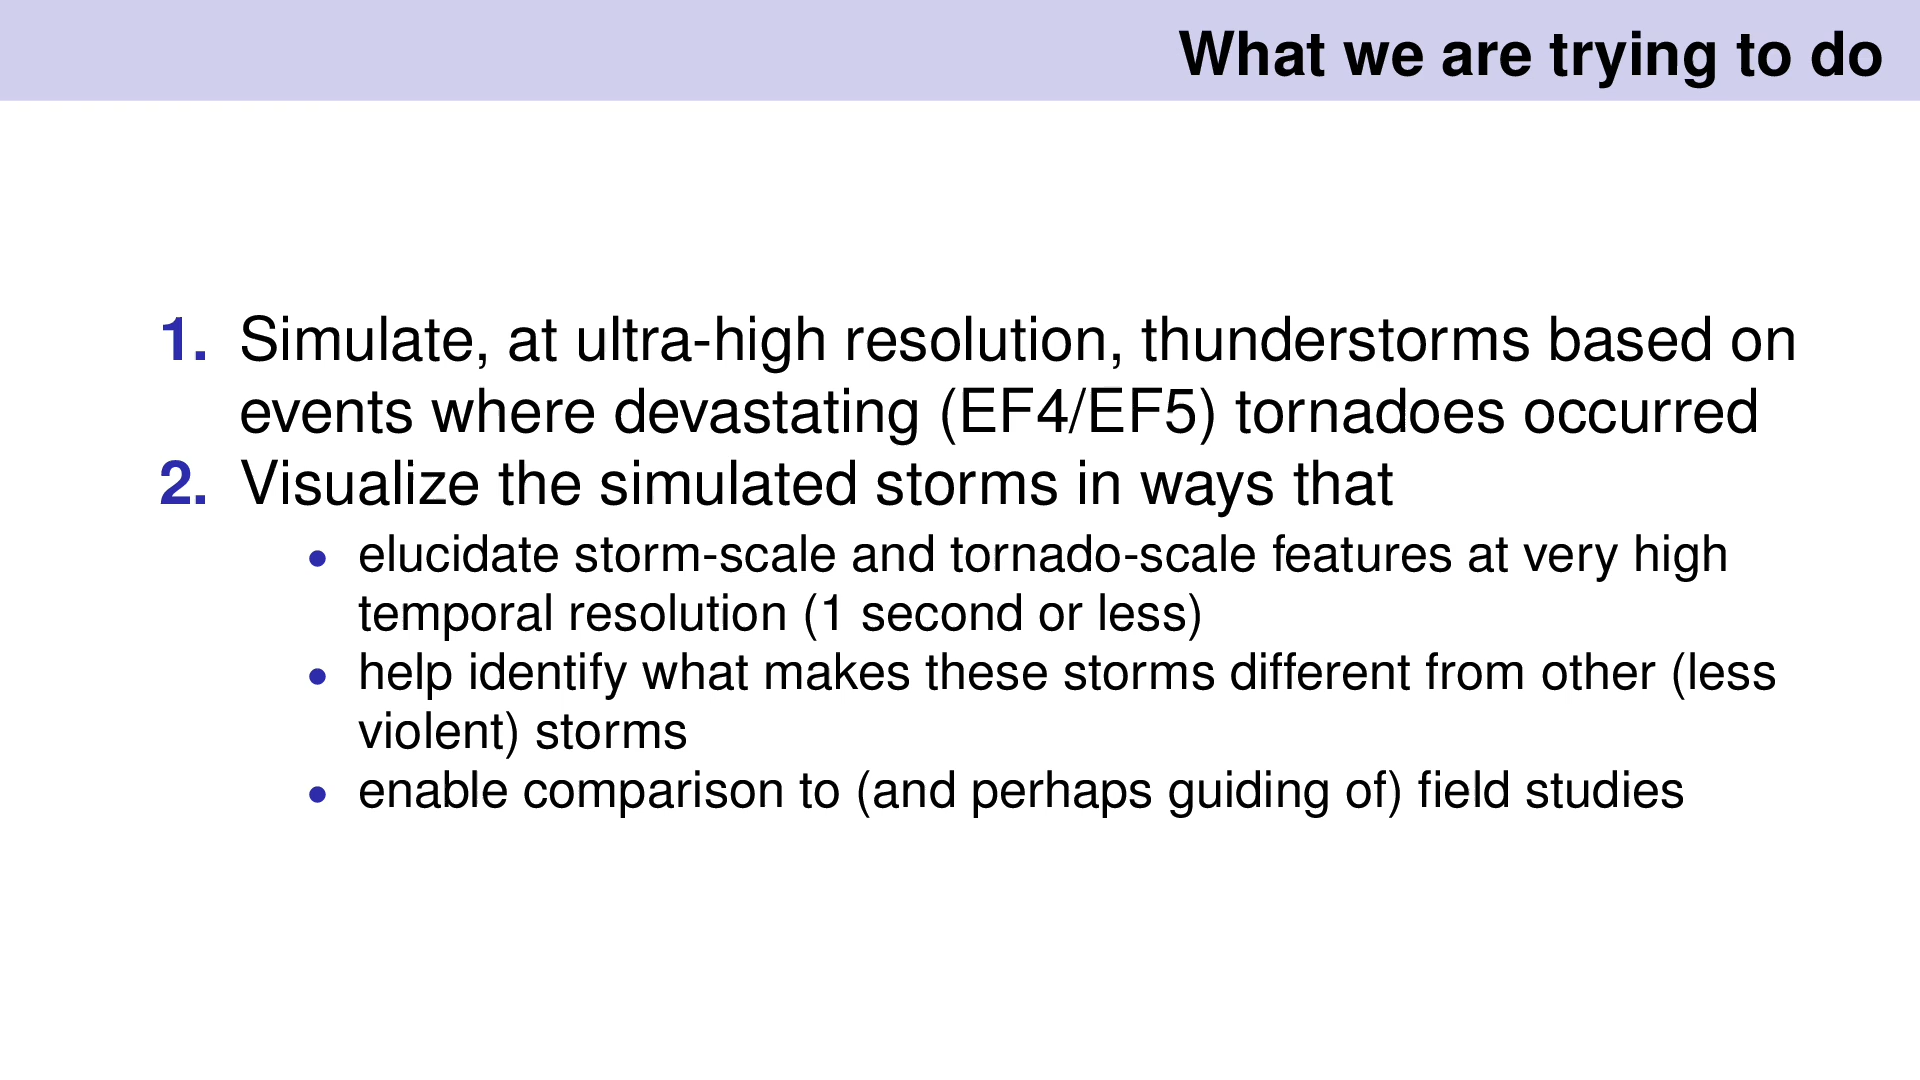 What we are trying to do
1. Simulate, at ultra-high resolution, thunderstorms based on
events where devastating (EF4/EF5) tornadoes occurred
2. Visualize the simulated storms in ways that
• elucidate storm-scale and tornado-scale features at very high
temporal resolution (1 second or less)
• help identify what makes these storms different from other (less
violent) storms
• enable comparison to (and perhaps guiding of) field studies